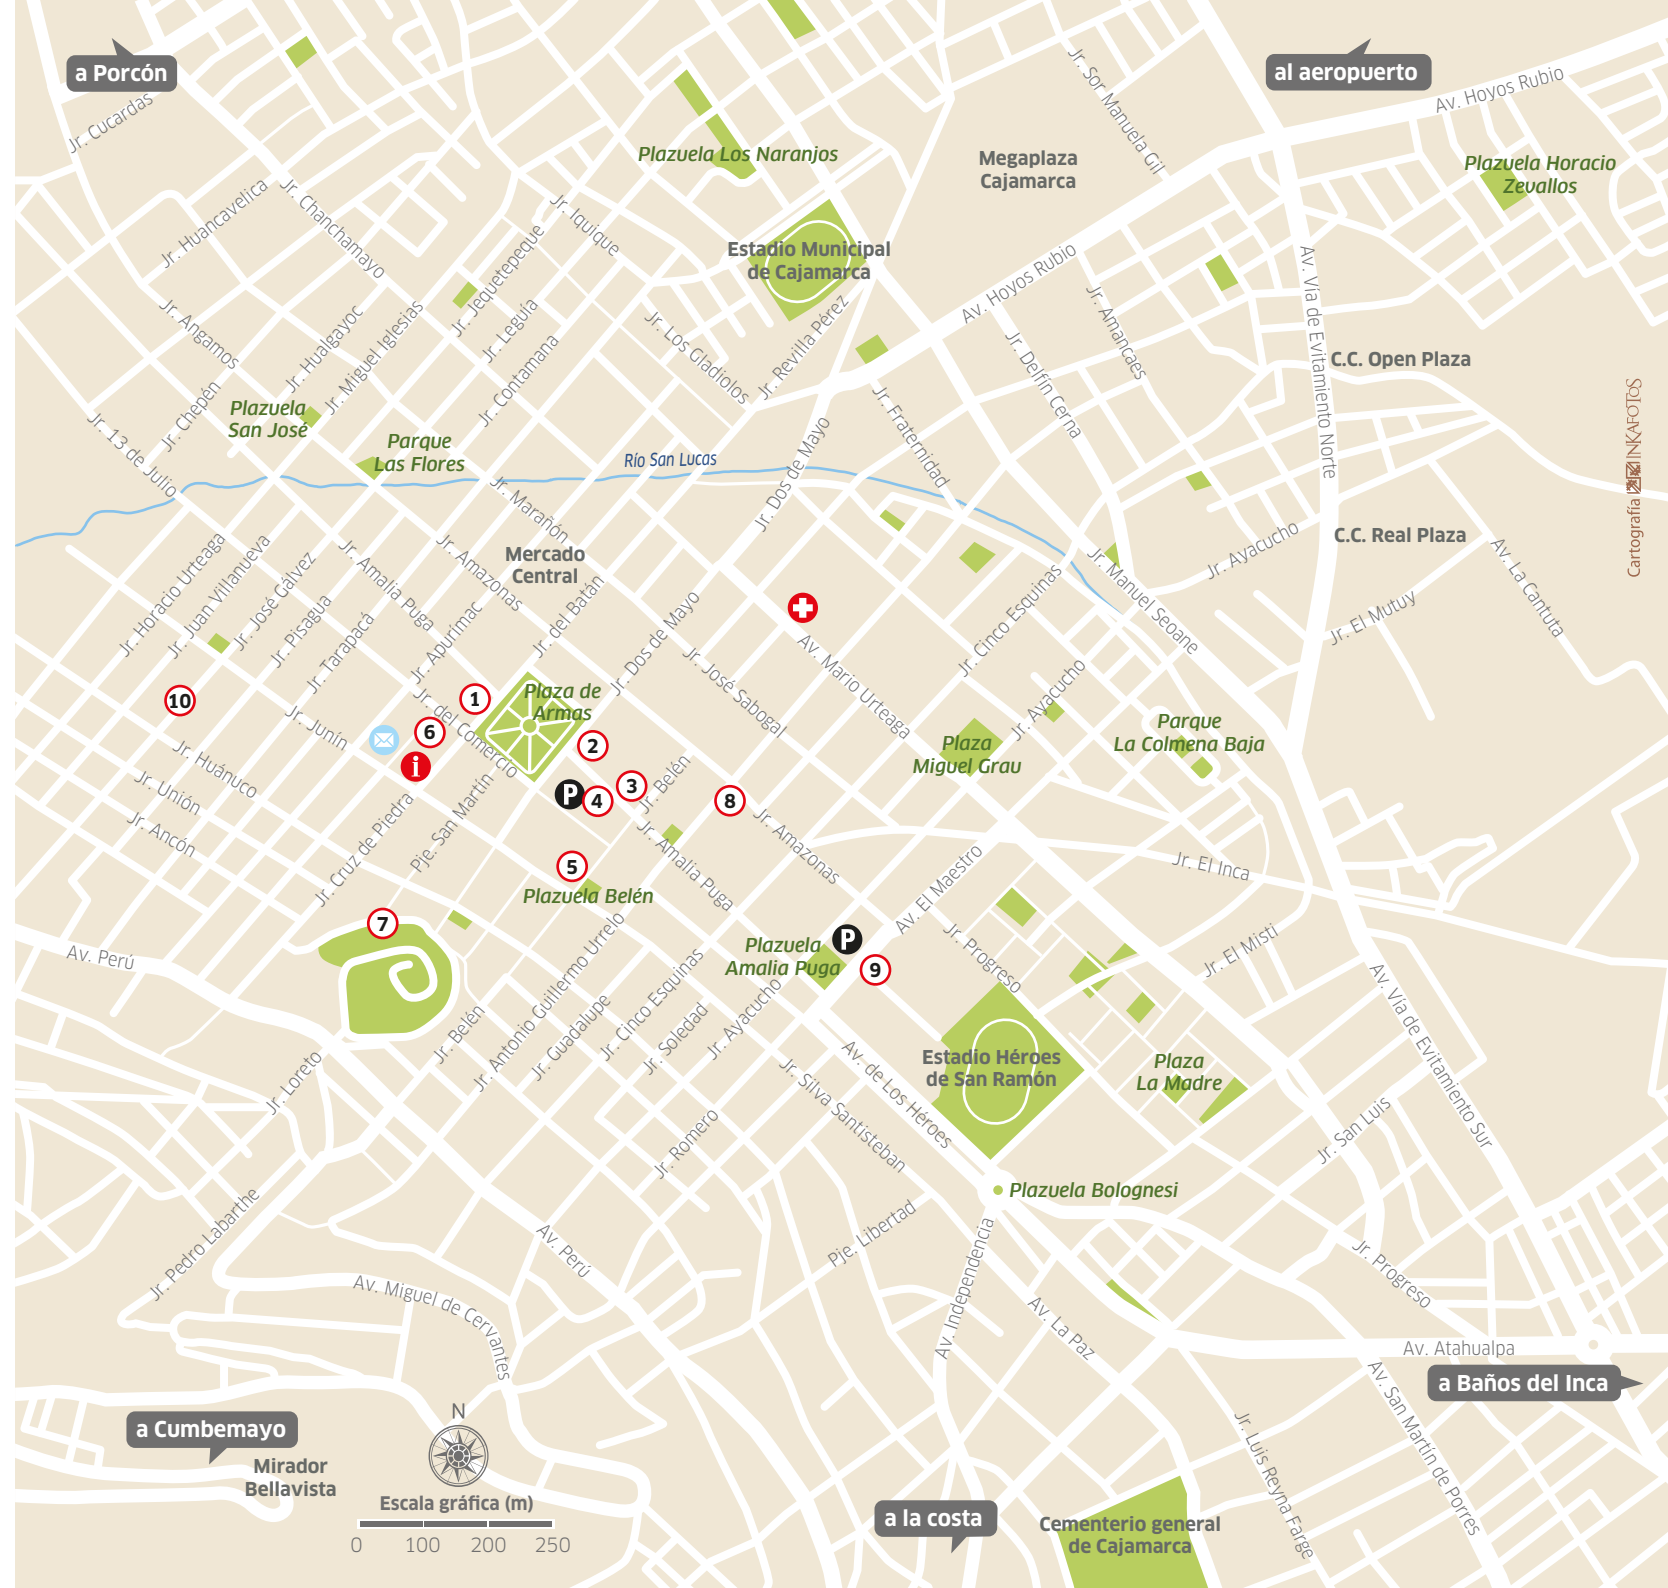 a Porcón
al aeropuerto
Jr. Cucardas
Jr. Sor Manuela Gil
Av. Hoyos Rubio
Plazuela Los Naranjos
Megaplaza
Cajamarca
Plazuela Horacio
Zevallos
Jr. Huancavelica
Jr. Chanchamayo
Jr. Iquique
Jr. Jequetepeque
Estadio Municipal
de Cajamarca
Av. Hoyos Rubio
Av. Vía de Evitamiento Norte
Jr. Angamos
Jr. Hualgayoc
Jr. Miguel Iglesias
Jr. Leguía
Jr. Contamana
Jr. Los Gladiolos
Jr. Revilla Pérez
Jr. Delfín Cerna
Jr. Amancaes
C.C. Open Plaza
Jr. Chepén
Plazuela
San José
Jr. 13 de Julio
Parque
Las Flores
Río San Lucas
Jr. Dos de Mayo
Jr. Fraternidad
Cartografía INKAFOTOS
Jr. Marañón
Mercado
Central
Jr. Ayacucho
C.C. Real Plaza
Av. La Cantuta
Jr. Horacio Urteaga
Jr. Juan Villanueva
Jr. José Gálvez
Jr. Pisagua
Jr. Tarapacá
Jr. Amalia Puga
Jr. Amazonas
Jr. Apurímac
Jr. del Batán
Jr. Dos de Mayo
Jr. José Sabogal
Av. Mario Urteaga
Jr. Cinco Esquinas
Jr. Manuel Seoane
Jr. El Mutuy
Jr. Ayacucho
10
1
6
i
Jr. del Comercio
Plaza de
Armas
2
3
P
4
5
8
Jr. Belén
Plaza
Miguel Grau
Parque
La Colmena Baja
Jr. Junín
Jr. Huánuco
Jr. Unión
Jr. Ancón
Jr. Cruz de Piedra
Pje. San Martín
Jr. Amalia Puga
Jr. Amazonas
Av. El Maestro
Jr. El Inca
Plazuela Belén
7
Av. Perú
Plazuela
Amalia Puga
P
9
Jr. Progreso
Jr. El Misti
Av. Vía de Evitamiento Sur
Jr. Belén
Jr. Antonio Guillermo Urrelo
Jr. Guadalupe
Jr. Cinco Esquinas
Jr. Soledad
Jr. Ayacucho
Jr. Loreto
Av. de Los Héroes
Jr. Silva Santisteban
Estadio Héroes
de San Ramón
Plaza
La Madre
Jr. San Luis
Jr. Romero
Plazuela Bolognesi
Jr. Pedro Labarthe
Av. Perú
Pje. Libertad
Av. Independencia
Jr. Progreso
Av. Miguel de Cervantes
Av. La Paz
Av. Atahualpa
a Baños del Inca
Av. San Martín de Porres
Jr. Luis Reyna Farge
a Cumbemayo
Mirador
Bellavista
N
Escala gráfica (m)
0 100 200 250
a la costa
Cementerio general
de Cajamarca